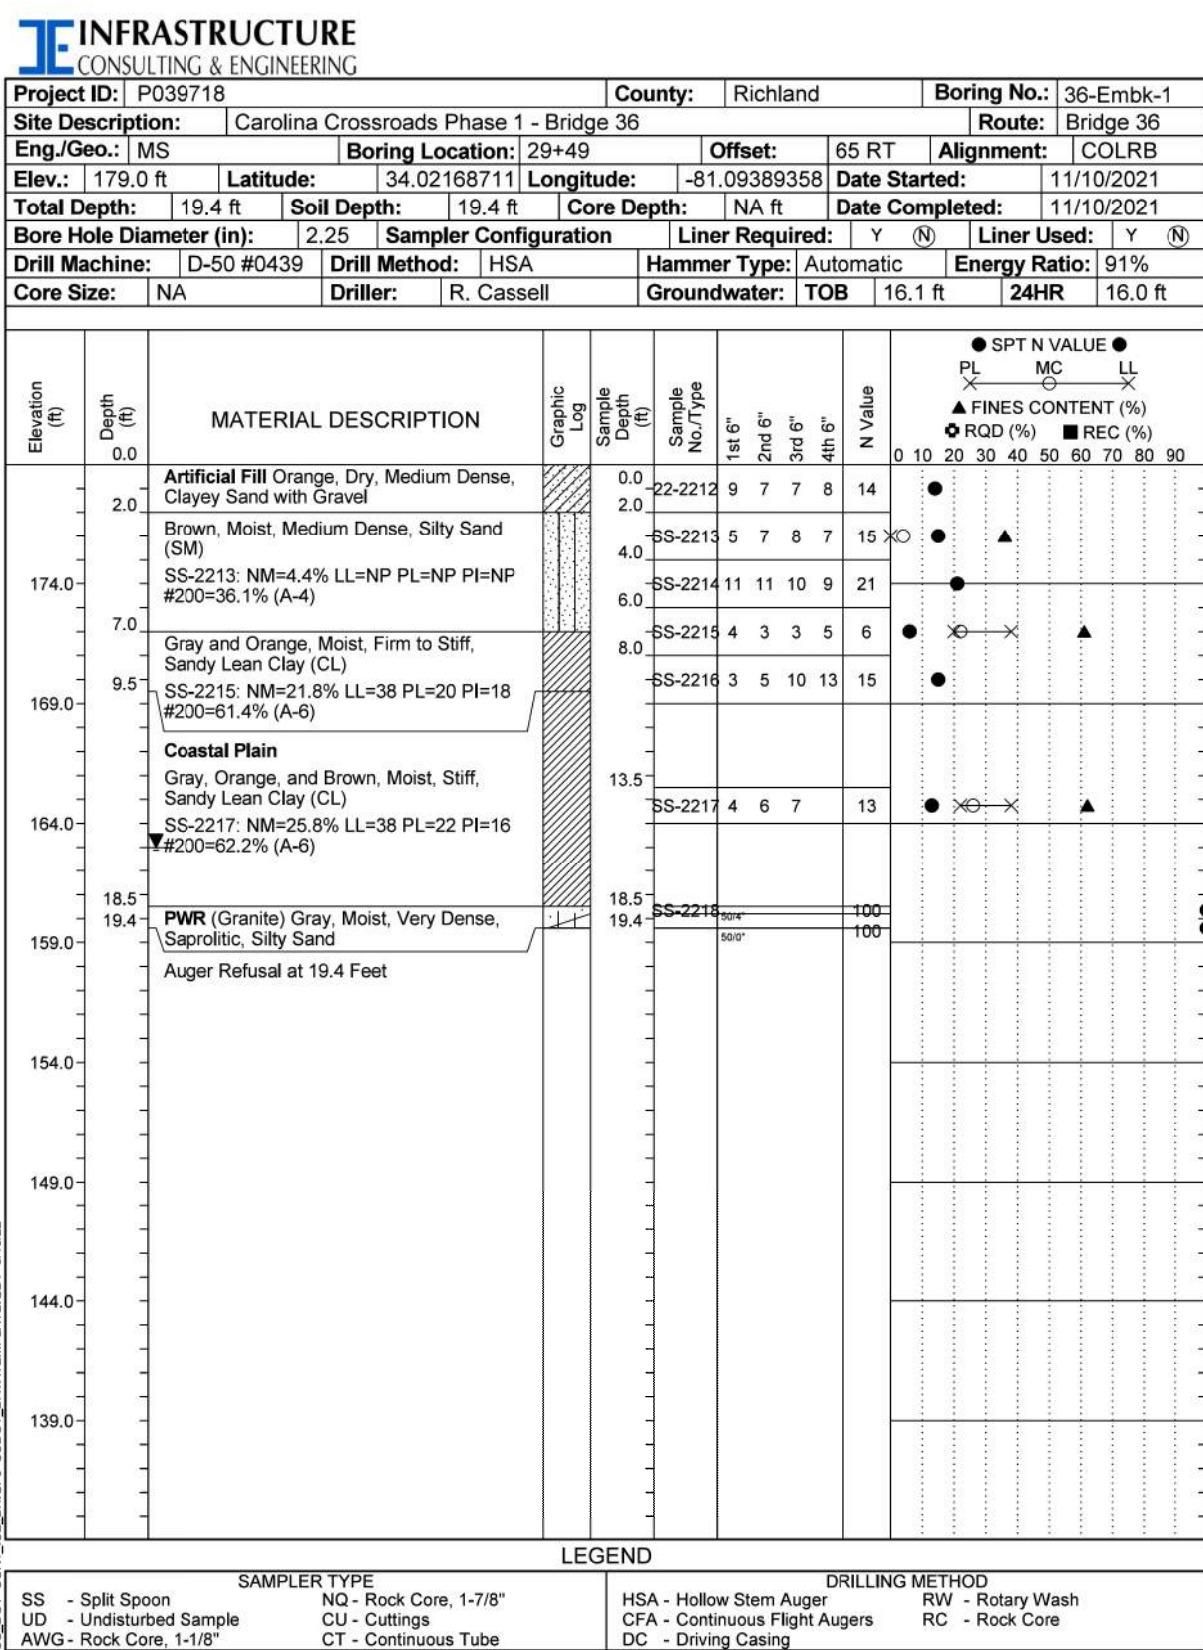 INFRASTRUCTURE
CONSULTING & ENGINEERING
Project ID: P039718 County: Richland Boring No.: 36-Embk-1
Site Description: Carolina Crossroads Phase 1 - Bridge 36 Route: Bridge 36
Eng./Geo.: MS Boring Location: 29+49 Offset: 65 RT Alignment: COLRB
Elev.: 179.0 ft Latitude: 34.02168711 Longitude: -81.09389358 Date Started: 11/10/2021
Total Depth: 19.4 ft Soil Depth: 19.4 ft Core Depth: NA ft Date Completed: 11/10/2021
Bore Hole Diameter (in): 2.25 Sampler Configuration Liner Required: Y N Liner Used: Y N
Drill Machine: D-50 #0439 Drill Method: HSA Hammer Type: Automatic Energy Ratio: 91%
Core Size: NA Driller: R. Cassell Groundwater: TOB 16.1 ft 24HR 16.0 ft
Elevation (ft)
Depth (ft)
0.0
MATERIAL DESCRIPTION
Graphic Log
Sample Depth (ft)
Sample No./Type
1st 6"
2nd 6"
3rd 6"
4th 6"
N Value
SPT N VALUE
PL MC LL
FINES CONTENT (%)
RQD (%) REC (%)
0 10 20 30 40 50 60 70 80 90
Artificial Fill Orange, Dry, Medium Dense,
Clayey Sand with Gravel
0.0
22-2212 9 7 7 8 14
2.0 2.0
Brown, Moist, Medium Dense, Silty Sand
(SM)
SS-2213 5 7 8 7 15
4.0
SS-2213: NM=4.4% LL=NP PL=NP PI=NP
#200=36.1% (A-4)
174.0 SS-2214 11 11 10 9 21
6.0
7.0 SS-2215 4 3 3 5 6
Gray and Orange, Moist, Firm to Stiff,
Sandy Lean Clay (CL)
8.0
9.5 SS-2216 3 5 10 13 15
SS-2215: NM=21.8% LL=38 PL=20 PI=18
#200=61.4% (A-6)
169.0
Coastal Plain
Gray, Orange, and Brown, Moist, Stiff,
Sandy Lean Clay (CL)
13.5
SS-2217 4 6 7 13
164.0
SS-2217: NM=25.8% LL=38 PL=22 PI=16
#200=62.2% (A-6)
18.5 18.5
SS-2218 50/4" 100
19.4 PWR (Granite) Gray, Moist, Very Dense, 19.4
Saprolitic, Silty Sand
50/0" 100
159.0
Auger Refusal at 19.4 Feet
154.0
149.0
144.0
139.0
LEGEND
SAMPLER TYPE DRILLING METHOD
SS - Split Spoon NQ - Rock Core, 1-7/8" HSA - Hollow Stem Auger RW - Rotary Wash
UD - Undisturbed Sample CU - Cuttings CFA - Continuous Flight Augers RC - Rock Core
AWG - Rock Core, 1-1/8" CT - Continuous Tube DC - Driving Casing